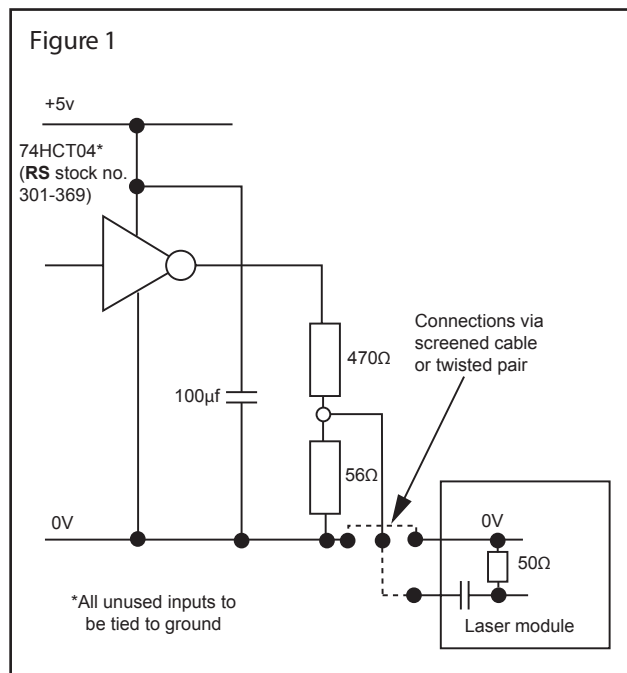 Figure 1
+5v
74HCT04*
(RS stock no.
301-369)
Connections via
screened cable
or twisted pair
470Ω
100µf
56Ω
0V
0V
50Ω
*All unused inputs to
be tied to ground
Laser module